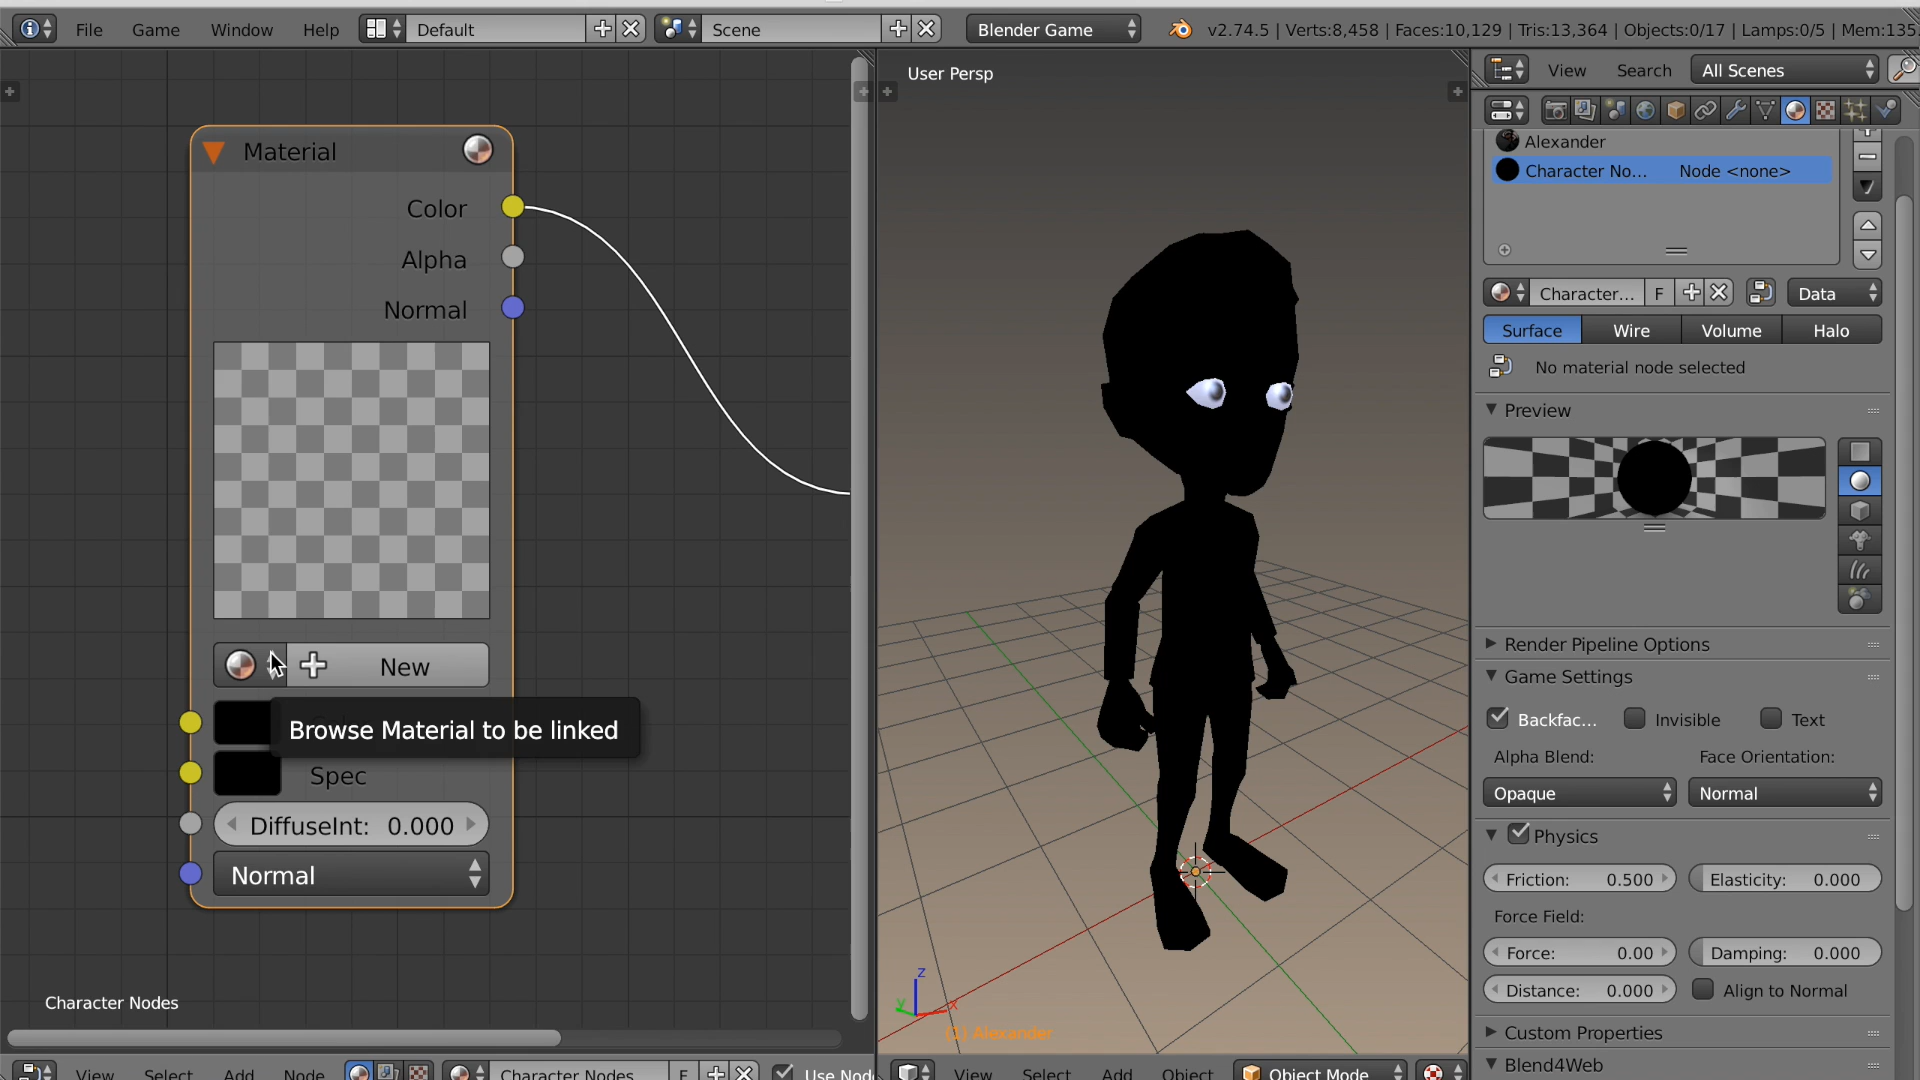 File Game Window Help Default Scene Blender Game v2.74.5 | Verts:8,458 | Faces:10,129 | Tris:13,364 | Objects:0/17 | Lamps:0/5 | Mem:135.
User Persp
View Search All Scenes
Material
Color
Alpha
Normal
New
Browse Material to be linked
Spec
DiffuseInt: 0.000
Normal
Character Nodes
View Select Add Node Character Nodes F Use Nod
z
y
x
(1) Alexander
View Select Add Object Object Mode
Alexander
Character No... Node <none>
Character... F Data
Surface Wire Volume Halo
No material node selected
Preview
Render Pipeline Options
Game Settings
Backfac... Invisible Text
Alpha Blend: Face Orientation:
Opaque Normal
Physics
Friction: 0.500 Elasticity: 0.000
Force Field:
Force: 0.00 Damping: 0.000
Distance: 0.000 Align to Normal
Custom Properties
Blend4Web